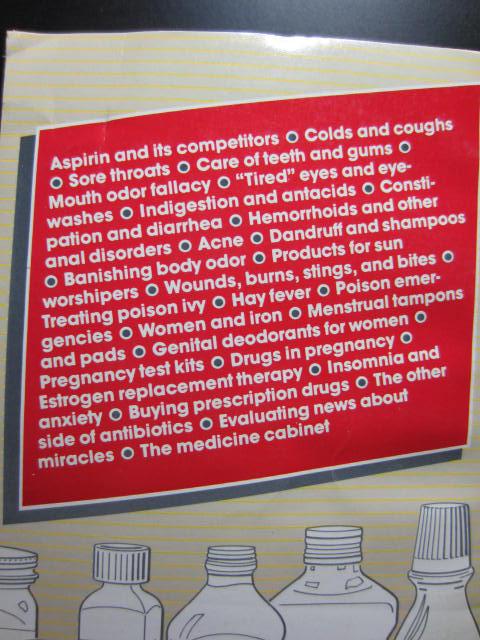 Aspirin and its competitors • Colds and coughs
• Sore throats • Care of teeth and gums •
Mouth odor fallacy • "Tired" eyes and eye-
washes • Indigestion and antacids • Consti-
pation and diarrhea • Hemorrhoids and other
anal disorders • Acne • Dandruff and shampoos
• Banishing body odor • Products for sun
worshipers • Wounds, burns, stings, and bites •
Treating poison ivy • Hay fever • Poison emer-
gencies • Women and iron • Menstrual tampons
and pads • Genital deodorants for women •
Pregnancy test kits • Drugs in pregnancy •
Estrogen replacement therapy • Insomnia and
anxiety • Buying prescription drugs • The other
side of antibiotics • Evaluating news about
miracles • The medicine cabinet